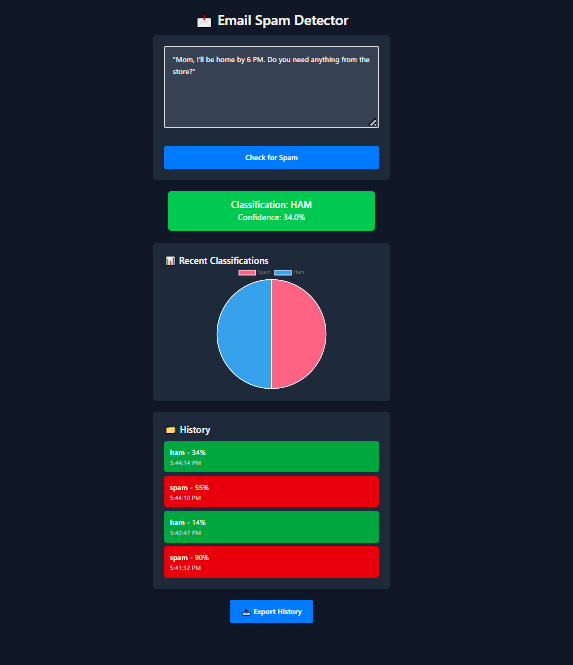 Email Spam Detector
"Mom, I'll be home by 6 PM. Do you need anything from the
store?"
Check for Spam
Classification: HAM
Confidence: 34.0%
Recent Classifications
Spam Ham
History
ham - 34%
5:44:14 PM
spam - 55%
5:44:10 PM
ham - 14%
5:42:47 PM
spam - 90%
5:41:32 PM
Export History